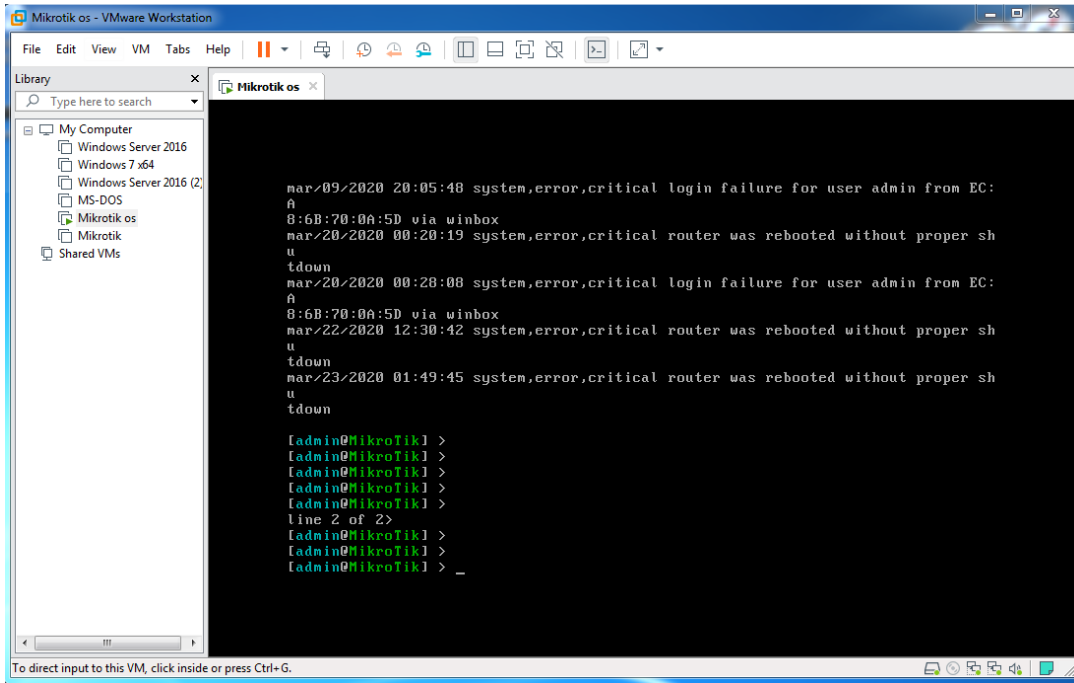 Mikrotik os - VMware Workstation
File Edit View VM Tabs Help
Library
Type here to search
Mikrotik os
My Computer
Windows Server 2016
Windows 7 x64
Windows Server 2016 (2)
MS-DOS
Mikrotik os
Mikrotik
Shared VMs
mar/09/2020 20:05:48 system,error,critical login failure for user admin from EC:
A
8:6B:70:0A:5D via winbox
mar/20/2020 00:20:19 system,error,critical router was rebooted without proper sh
u
tdown
mar/20/2020 00:28:08 system,error,critical login failure for user admin from EC:
A
8:6B:70:0A:5D via winbox
mar/22/2020 12:30:42 system,error,critical router was rebooted without proper sh
u
tdown
mar/23/2020 01:49:45 system,error,critical router was rebooted without proper sh
u
tdown
[admin@MikroTik] >
[admin@MikroTik] >
[admin@MikroTik] >
[admin@MikroTik] >
[admin@MikroTik] >
line 2 of 2>
[admin@MikroTik] >
[admin@MikroTik] >
[admin@MikroTik] > _
To direct input to this VM, click inside or press Ctrl+G.